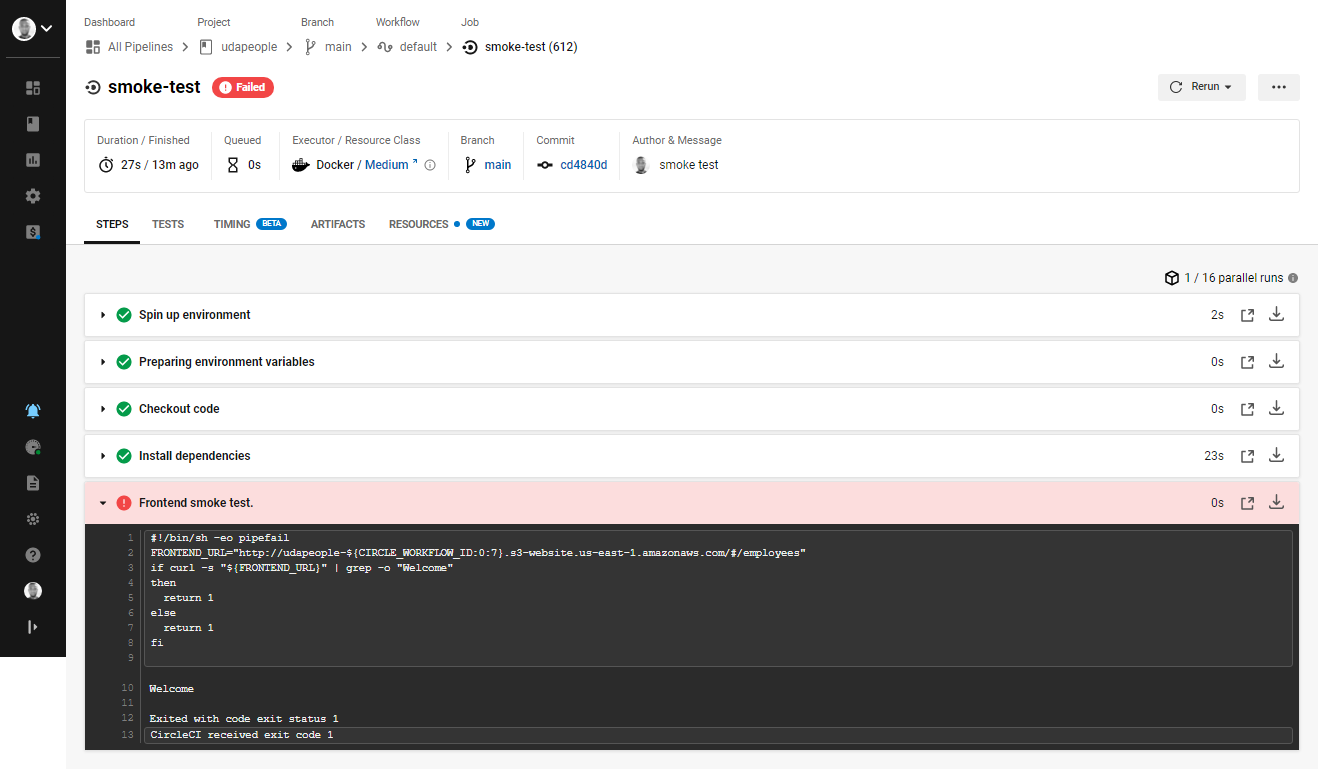 Dashboard Project Branch Workflow Job
All Pipelines udapeople main default smoke-test (612)
smoke-test Failed Rerun
Duration / Finished Queued Executor / Resource Class Branch Commit Author & Message
27s / 13m ago 0s Docker / Medium main cd4840d smoke test
STEPS TESTS TIMING BETA ARTIFACTS RESOURCES NEW
1 / 16 parallel runs
Spin up environment 2s
Preparing environment variables 0s
Checkout code 0s
Install dependencies 23s
Frontend smoke test. 0s
1 #!/bin/sh -eo pipefail
2 FRONTEND_URL="http://udapeople-${CIRCLE_WORKFLOW_ID:0:7}.s3-website.us-east-1.amazonaws.com/#/employees"
3 if curl -s "${FRONTEND_URL}" | grep -o "Welcome"
4 then
5 return 1
6 else
7 return 1
8 fi
9
10 Welcome
11
12 Exited with code exit status 1
13 CircleCI received exit code 1